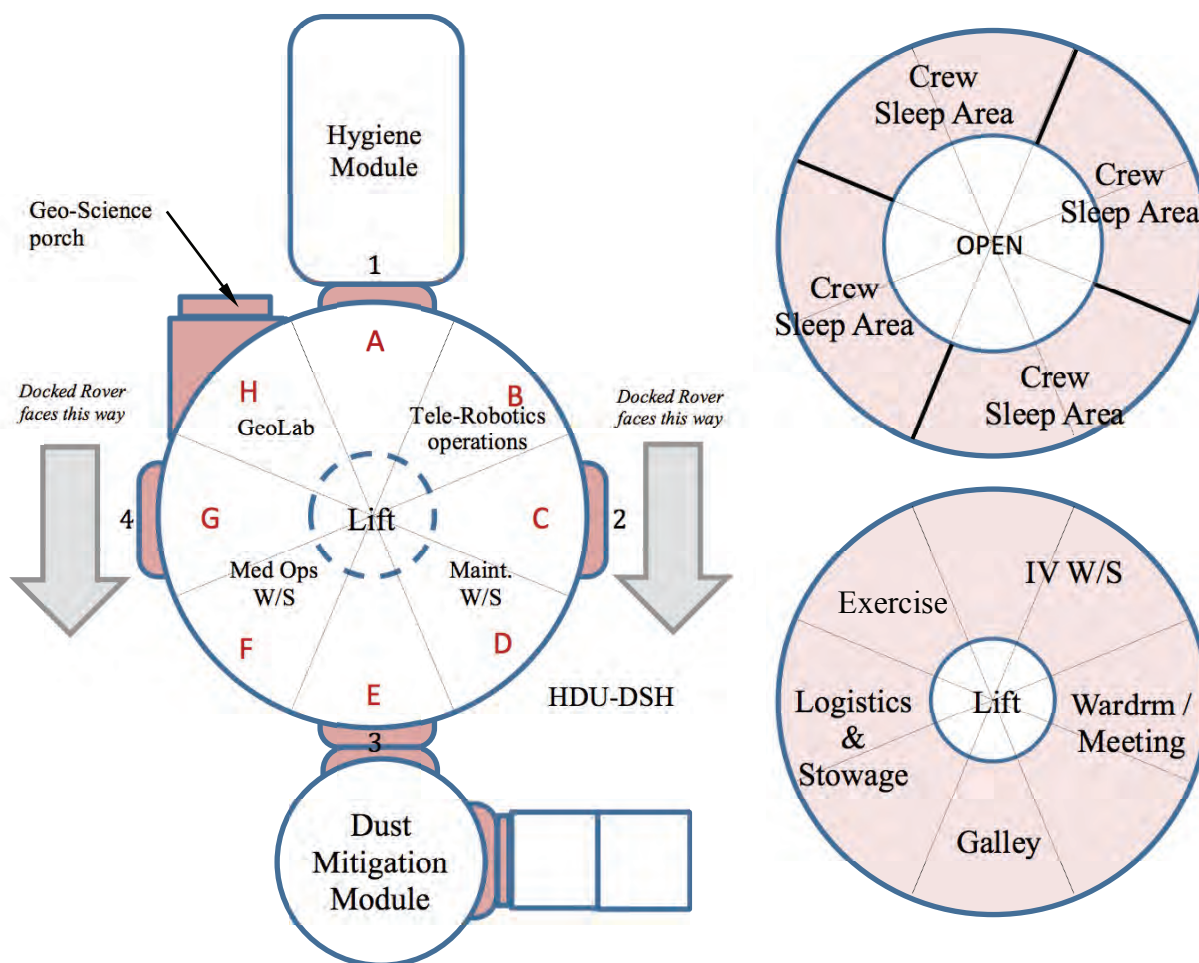 Hygiene
Module
Geo-Science
porch
1
A
H
B
GeoLab
Tele-Robotics
operations
Docked Rover
faces this way
Docked Rover
faces this way
4
G
Lift
C
2
Med Ops
W/S
Maint.
W/S
F
D
E
HDU-DSH
3
Dust
Mitigation
Module
Crew
Sleep Area
Crew
Sleep Area
OPEN
Crew
Sleep Area
Crew
Sleep Area
IV W/S
Exercise
Logistics
&
Stowage
Lift
Wardrm /
Meeting
Galley